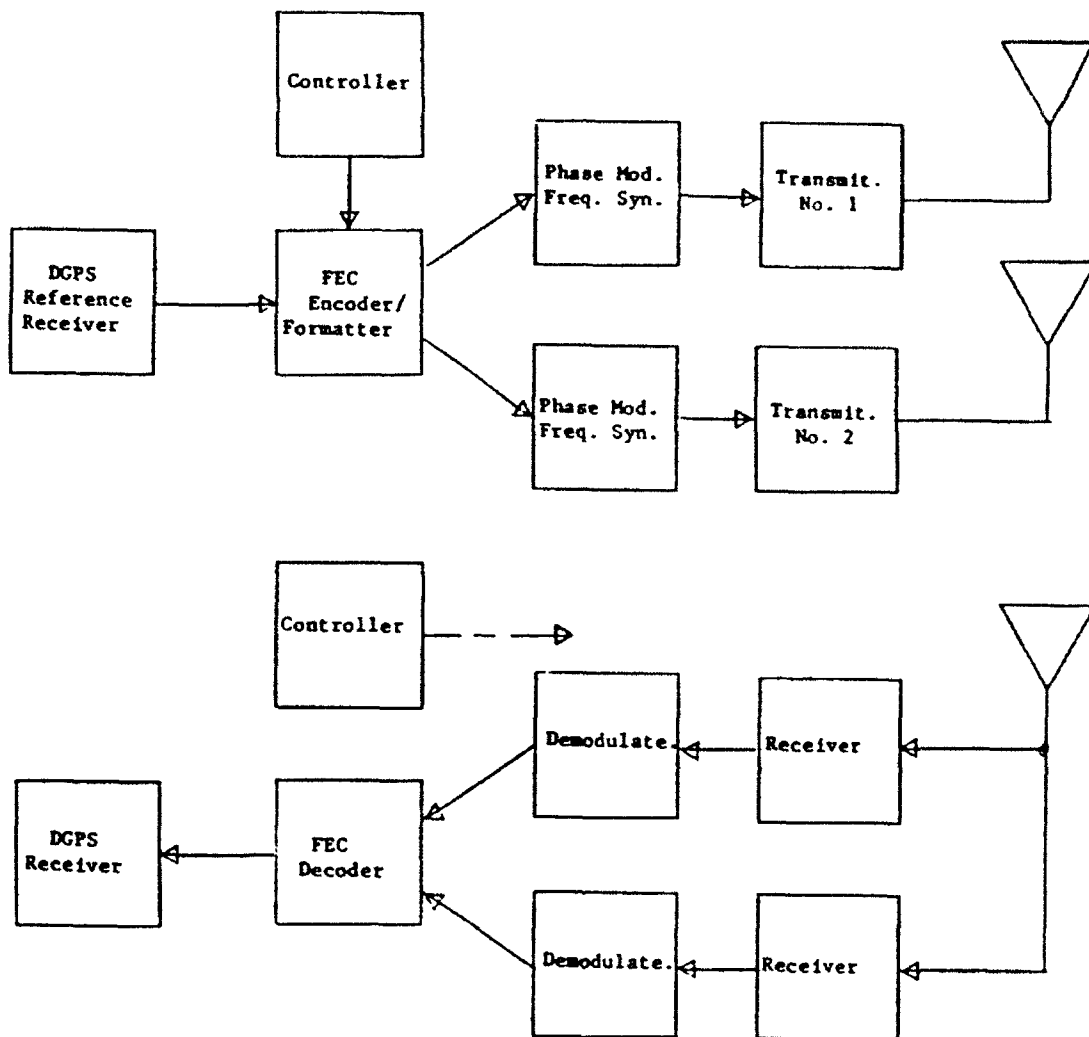 Controller
Phase Mod.
Freq. Syn.
Transmit.
No. 1
DGPS
Reference
Receiver
FEC
Encoder/
Formatter
Phase Mod.
Freq. Syn.
Transmit.
No. 2
Controller
Demodulate.
Receiver
DGPS
Receiver
FEC
Decoder
Demodulate.
Receiver